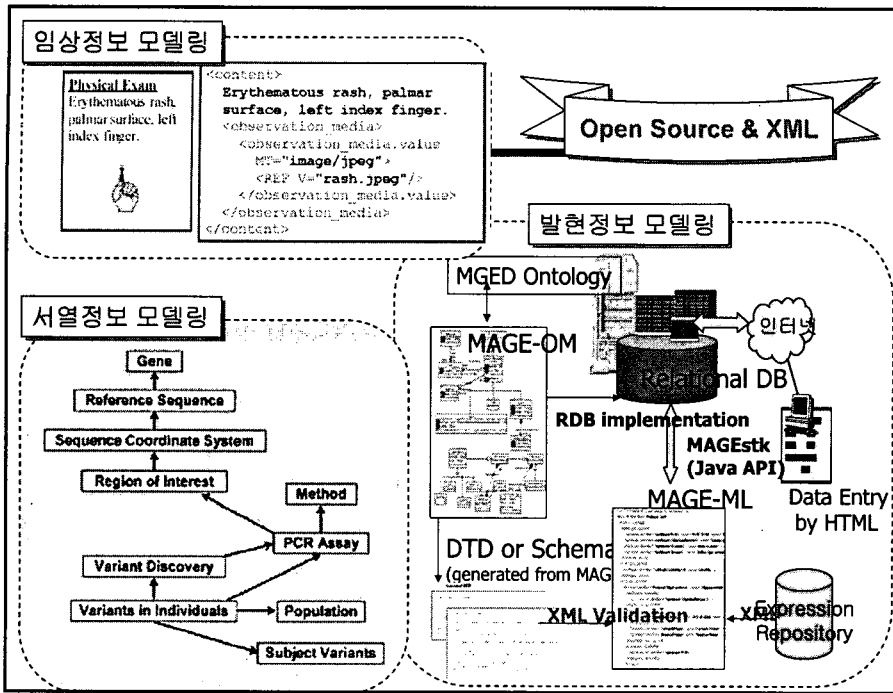 임상정보 모델링
Physical Exam
Erythematous rash,
palmar surface, left
index finger.
<content>
Erythematous rash, palmar
surface, left index finger.
<observation_media>
<observation_media.value
MT="image/jpeg">
<REF V="rash.jpeg"/>
</observation_media.value>
</observation_media>
</content>
Open Source & XML
서열정보 모델링
Gene
Reference Sequence
Sequence Coordinate System
Region of Interest
Method
PCR Assay
Variant Discovery
Variants in Individuals
Population
Subject Variants
발현정보 모델링
MGED Ontology
MAGE-OM
인터넷
Relational DB
RDB implementation
MAGEstk
(Java API)
MAGE-ML
Data Entry
by HTML
DTD or Schema
(generated from MAG
XML Validation
XML
Expression
Repository